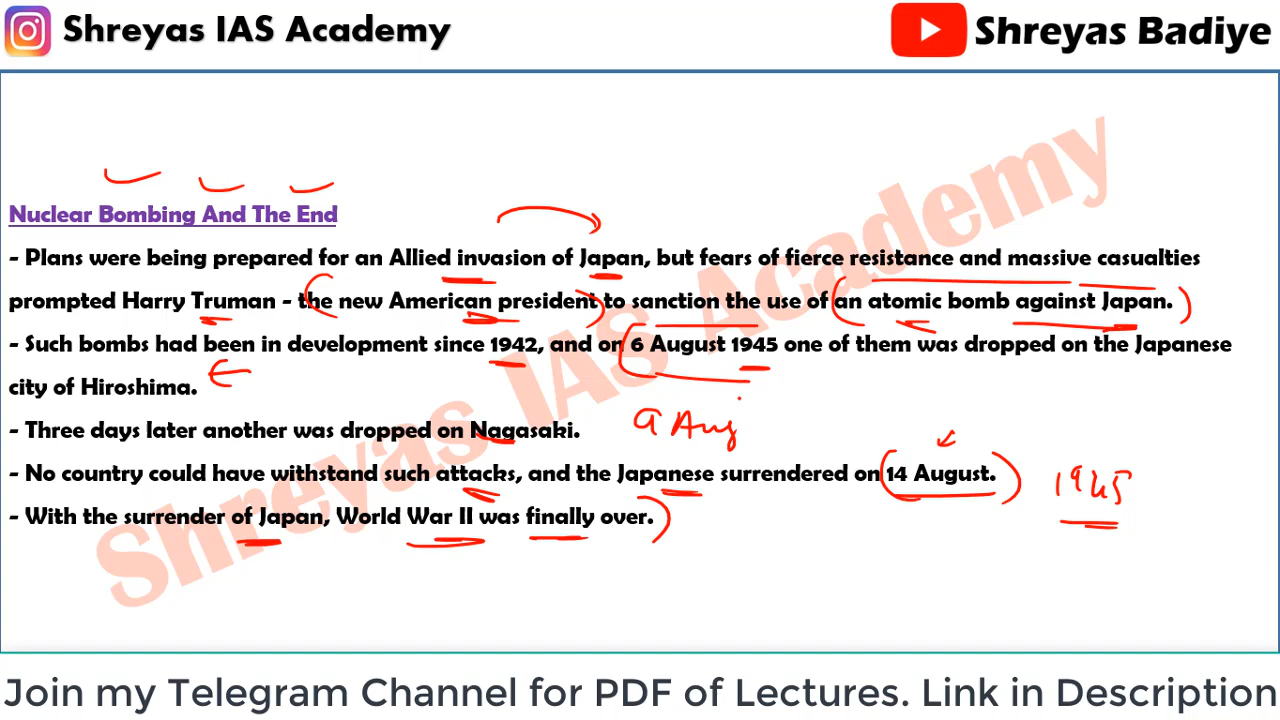 Shreyas IAS Academy
Shreyas Badiye
Nuclear Bombing And The End
- Plans were being prepared for an Allied invasion of Japan, but fears of fierce resistance and massive casualties
prompted Harry Truman - the new American president to sanction the use of an atomic bomb against Japan.
- Such bombs had been in development since 1942, and on 6 August 1945 one of them was dropped on the Japanese
city of Hiroshima.
- Three days later another was dropped on Nagasaki.
9 Aug
- No country could have withstand such attacks, and the Japanese surrendered on 14 August.
1945
- With the surrender of Japan, World War II was finally over.
Shreyas IAS Academy
Join my Telegram Channel for PDF of Lectures. Link in Description